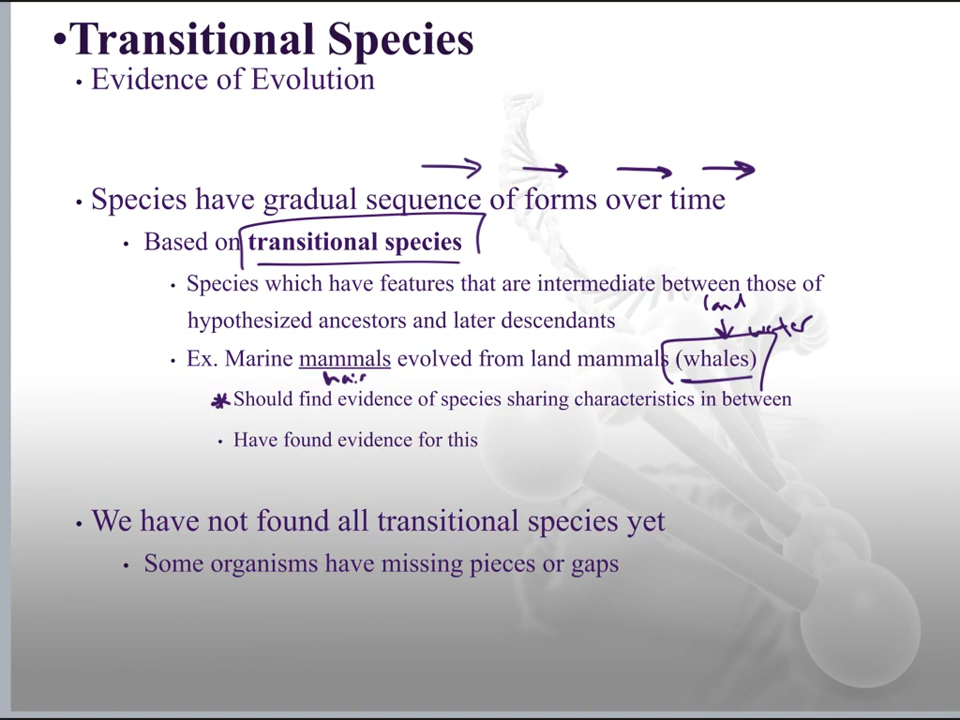 •Transitional Species
• Evidence of Evolution
• Species have gradual sequence of forms over time
• Based on transitional species
• Species which have features that are intermediate between those of
land
hypothesized ancestors and later descendants
water
• Ex. Marine mammals evolved from land mammals (whales)
hair
* Should find evidence of species sharing characteristics in between
• Have found evidence for this
• We have not found all transitional species yet
• Some organisms have missing pieces or gaps